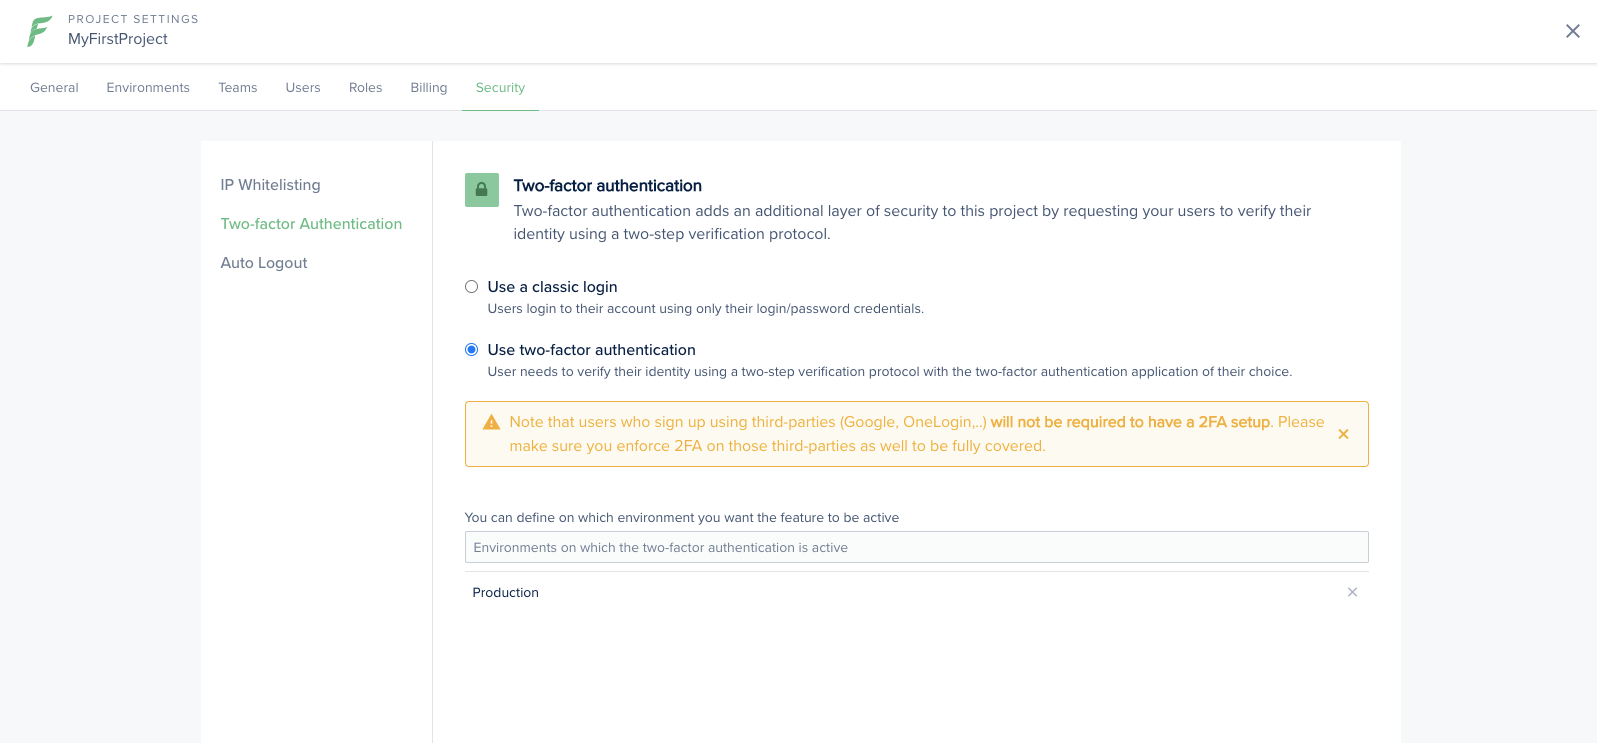 PROJECT SETTINGS
MyFirstProject
General Environments Teams Users Roles Billing Security
IP Whitelisting
Two-factor Authentication
Auto Logout
Two-factor authentication
Two-factor authentication adds an additional layer of security to this project by requesting your users to verify their
identity using a two-step verification protocol.
Use a classic login
Users login to their account using only their login/password credentials.
Use two-factor authentication
User needs to verify their identity using a two-step verification protocol with the two-factor authentication application of their choice.
Note that users who sign up using third-parties (Google, OneLogin,..) will not be required to have a 2FA setup. Please
make sure you enforce 2FA on those third-parties as well to be fully covered.
You can define on which environment you want the feature to be active
Environments on which the two-factor authentication is active
Production